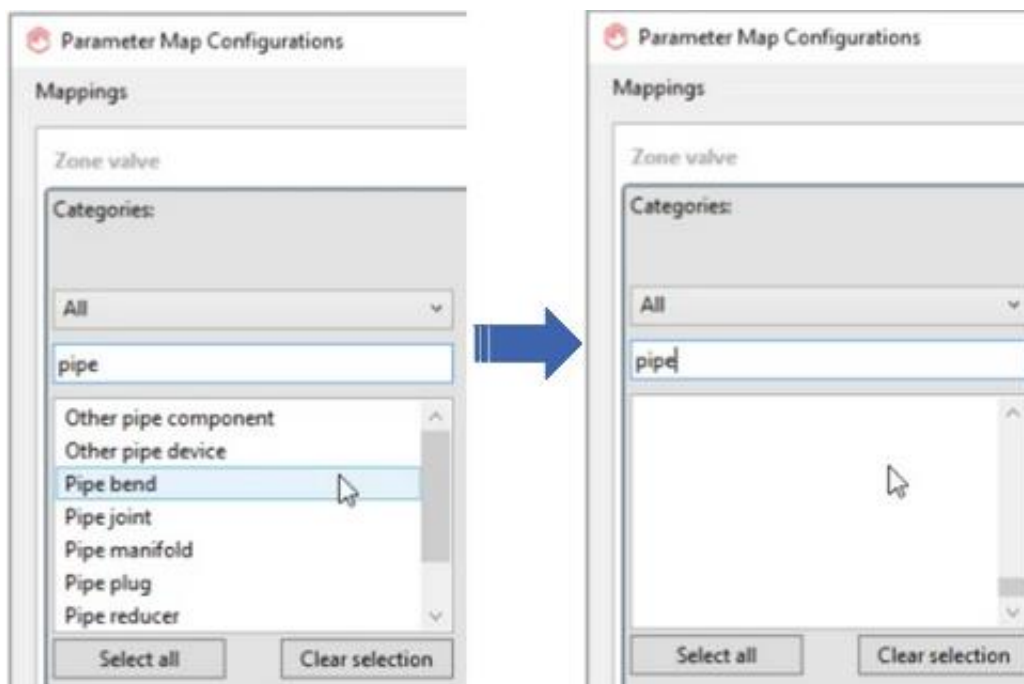 Parameter Map Configurations
Mappings
Zone valve
Categories:
All
pipe
Other pipe component
Other pipe device
Pipe bend
Pipe joint
Pipe manifold
Pipe plug
Pipe reducer
Select all
Clear selection
Parameter Map Configurations
Mappings
Zone valve
Categories:
All
pipe
Select all
Clear selection